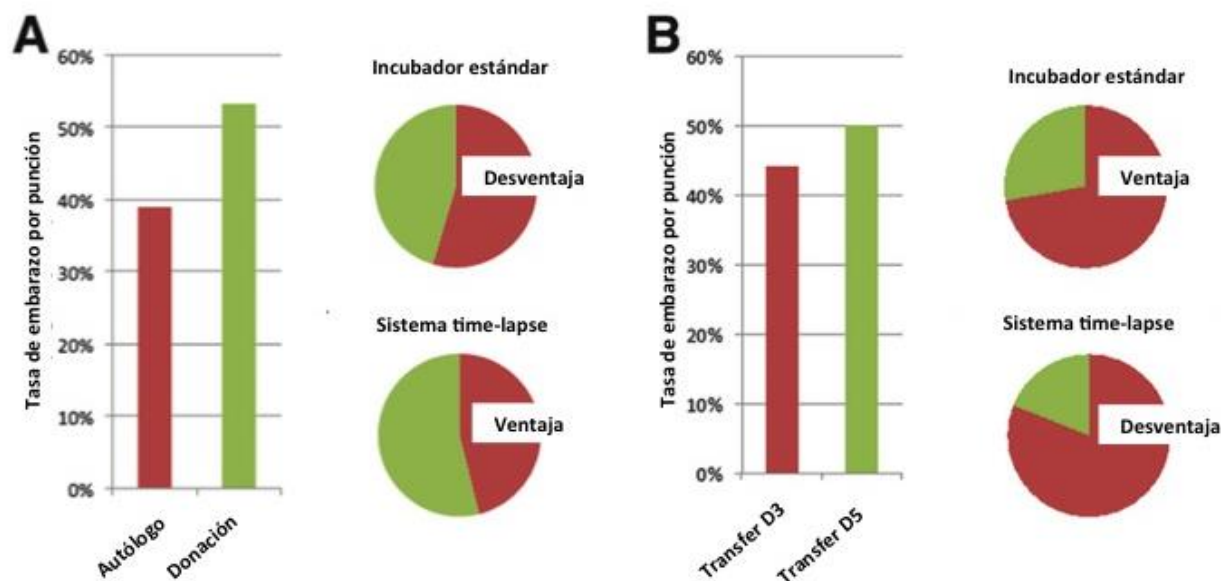 A
Tasa de embarazo por punción
60%
50%
40%
30%
20%
10%
0%
Autólogo
Donación
Incubador estándar
Desventaja
Sistema time-lapse
Ventaja
B
Tasa de embarazo por punción
60%
50%
40%
30%
20%
10%
0%
Transfer D3
Transfer D5
Incubador estándar
Ventaja
Sistema time-lapse
Desventaja